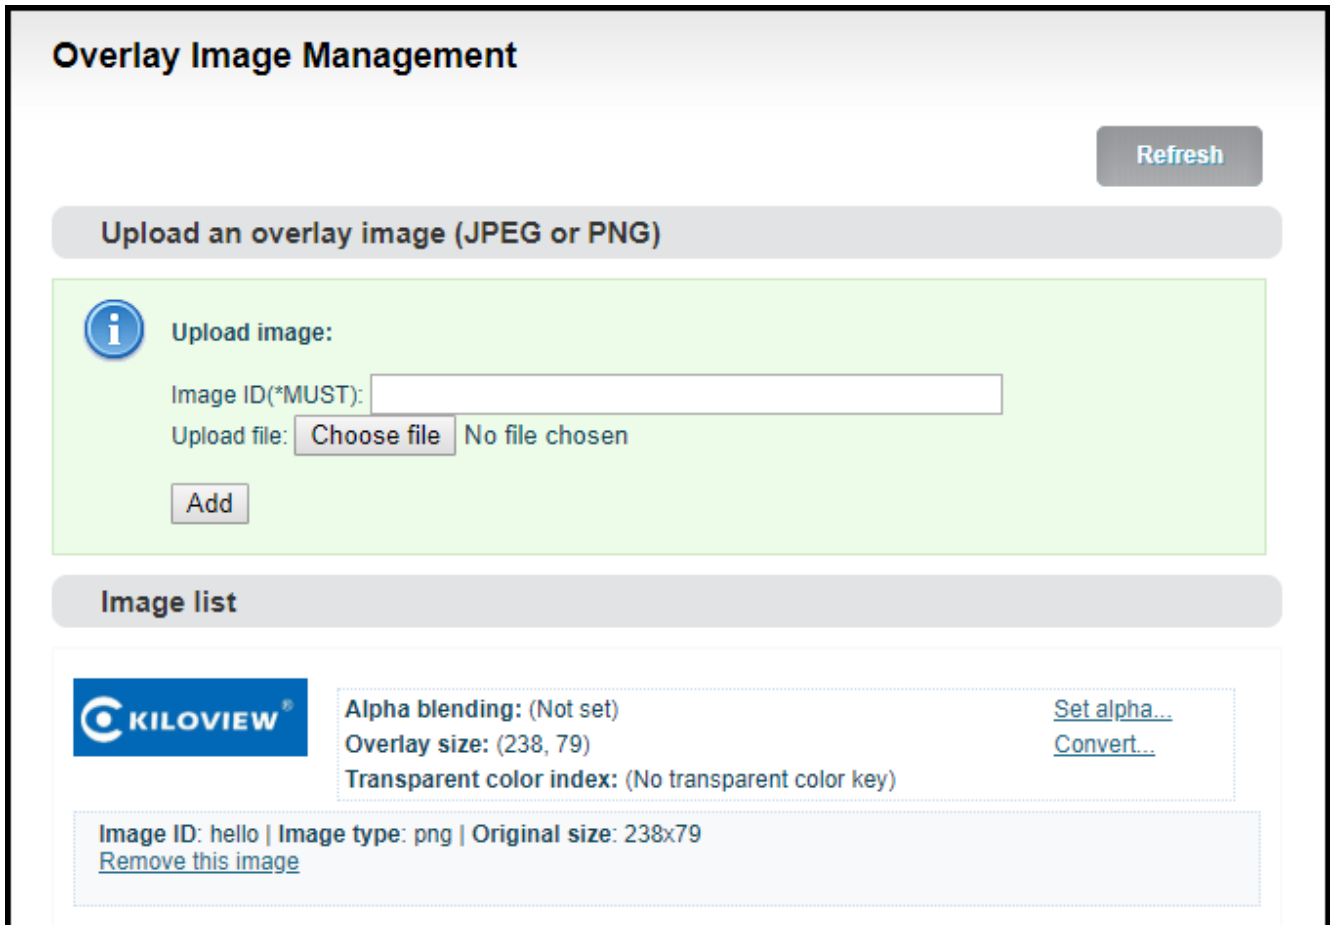 Overlay Image Management
Refresh
Upload an overlay image (JPEG or PNG)
Upload image:
Image ID(*MUST):
Upload file: Choose file No file chosen
Add
Image list
KILOVIEW®
Alpha blending: (Not set) Set alpha...
Overlay size: (238, 79) Convert...
Transparent color index: (No transparent color key)
Image ID: hello | Image type: png | Original size: 238x79
Remove this image